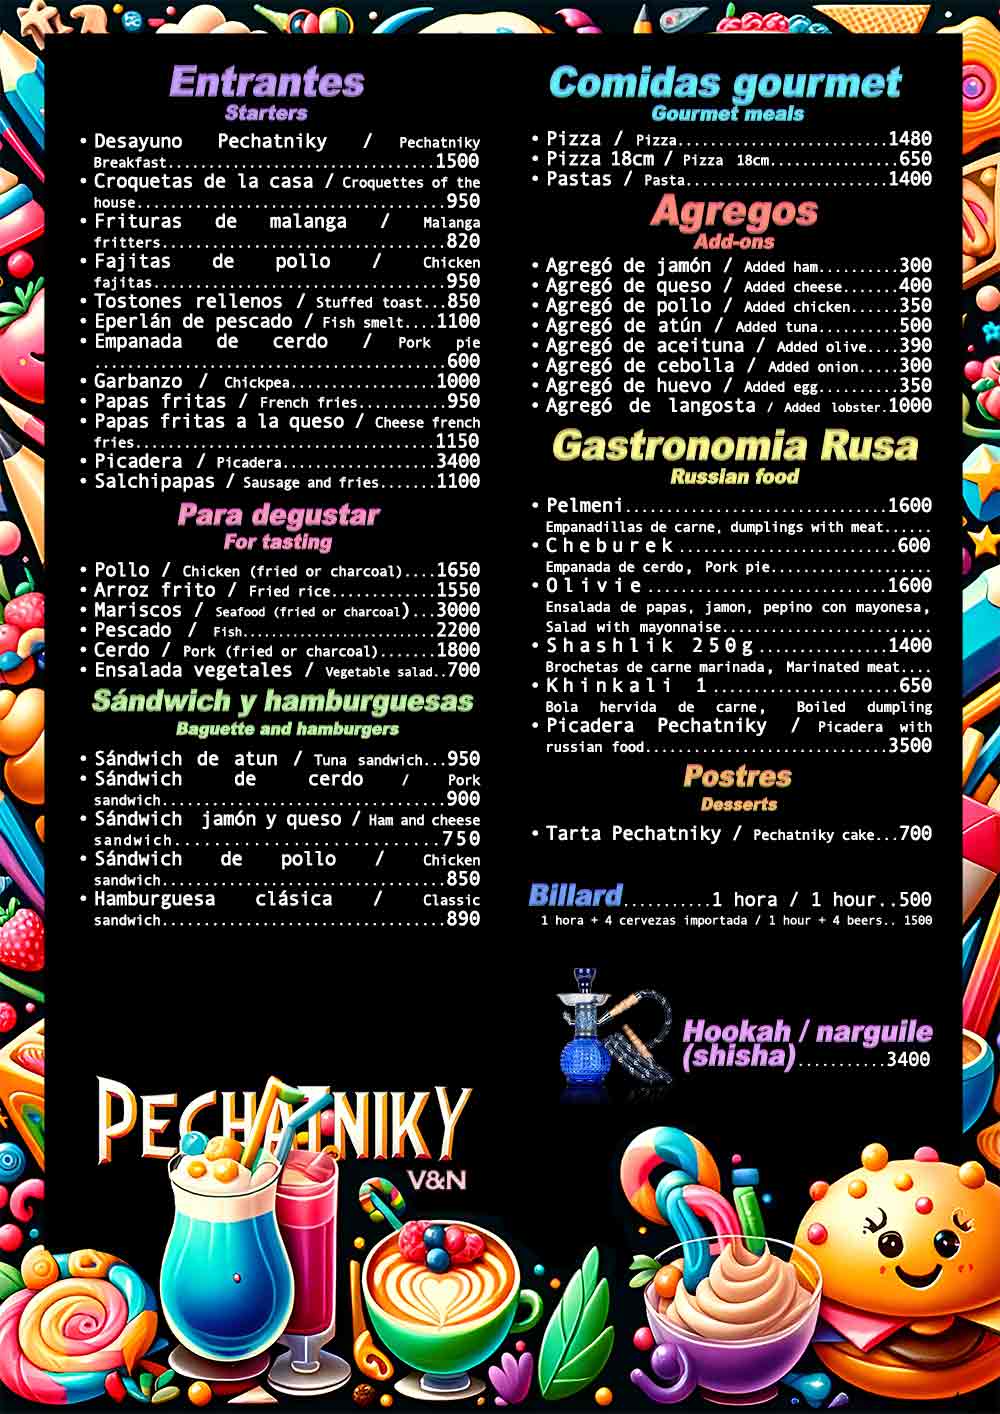 Entrantes
Starters
• Desayuno Pechatniky / Pechatniky
Breakfast................................1500
• Croquetas de la casa / Croquettes of the
house....................................950
• Frituras de malanga / Malanga
fritters.................................820
• Fajitas de pollo / Chicken
fajitas..................................950
• Tostones rellenos / Stuffed toast...850
• Eperlán de pescado / Fish smelt....1100
• Empanada de cerdo / Pork pie
.........................................600
• Garbanzo / Chickpea.................1000
• Papas fritas / French fries..........950
• Papas fritas a la queso / Cheese french
fries...................................1150
• Picadera / Picadera..................3400
• Salchipapas / Sausage and fries.......1100
Para degustar
For tasting
• Pollo / Chicken (fried or charcoal)....1650
• Arroz frito / Fried rice............1550
• Mariscos / Seafood (fried or charcoal)...3000
• Pescado / Fish.......................2200
• Cerdo / Pork (fried or charcoal).......1800
• Ensalada vegetales / Vegetable salad..700
Sándwich y hamburguesas
Baguette and hamburgers
• Sándwich de atun / Tuna sandwich...950
• Sándwich de cerdo / Pork
sandwich.................................900
• Sándwich jamón y queso / Ham and cheese
sandwich...........................750
• Sándwich de pollo / Chicken
sandwich.................................850
• Hamburguesa clásica / Classic
sandwich.................................890
Comidas gourmet
Gourmet meals
• Pizza / Pizza........................1480
• Pizza 18cm / Pizza 18cm...............650
• Pastas / Pasta.......................1400
Agregos
Add-ons
• Agregó de jamón / Added ham..........300
• Agregó de queso / Added cheese.......400
• Agregó de pollo / Added chicken......350
• Agregó de atún / Added tuna..........500
• Agregó de aceituna / Added olive....390
• Agregó de cebolla / Added onion.....300
• Agregó de huevo / Added egg..........350
• Agregó de langosta / Added lobster.1000
Gastronomia Rusa
Russian food
• Pelmeni...............................1600
Empanadillas de carne, dumplings with meat......
• Cheburek..........................600
Empanada de cerdo, Pork pie...................
• Olivie.............................1600
Ensalada de papas, jamon, pepino con mayonesa,
Salad with mayonnaise.........................
• Shashlik 250g...............1400
Brochetas de carne marinada, Marinated meat....
• Khinkali 1......................650
Bola hervida de carne, Boiled dumpling
• Picadera Pechatniky / Picadera with
russian food............................3500
Postres
Desserts
• Tarta Pechatniky / Pechatniky cake...700
Billard............1 hora / 1 hour..500
1 hora + 4 cervezas importada / 1 hour + 4 beers.. 1500
Hookah / narguile
(shisha)...........3400
PECHATNIKY
V&N